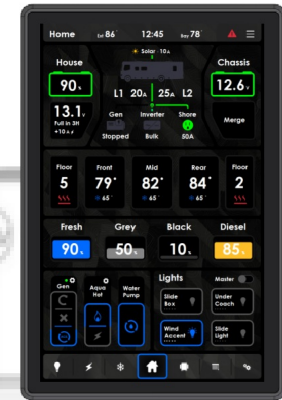 Home Ext 86° 12:45 Bay 78°
Solar 10A
House Chassis
90% 12.6v
L1 20A 25A L2
13.1v Gen Inverter Shore
Full in 3H Merge
+10A
Stopped Bulk 50A
Floor Front Mid Rear Floor
5 79° 82° 84° 2
65° 65° 65°
Fresh Grey Black Diesel
90% 50% 10% 85%
Gen Aqua Hot Water Pump Lights Master
Slide Box Under Coach
Wind Accent Slide Light